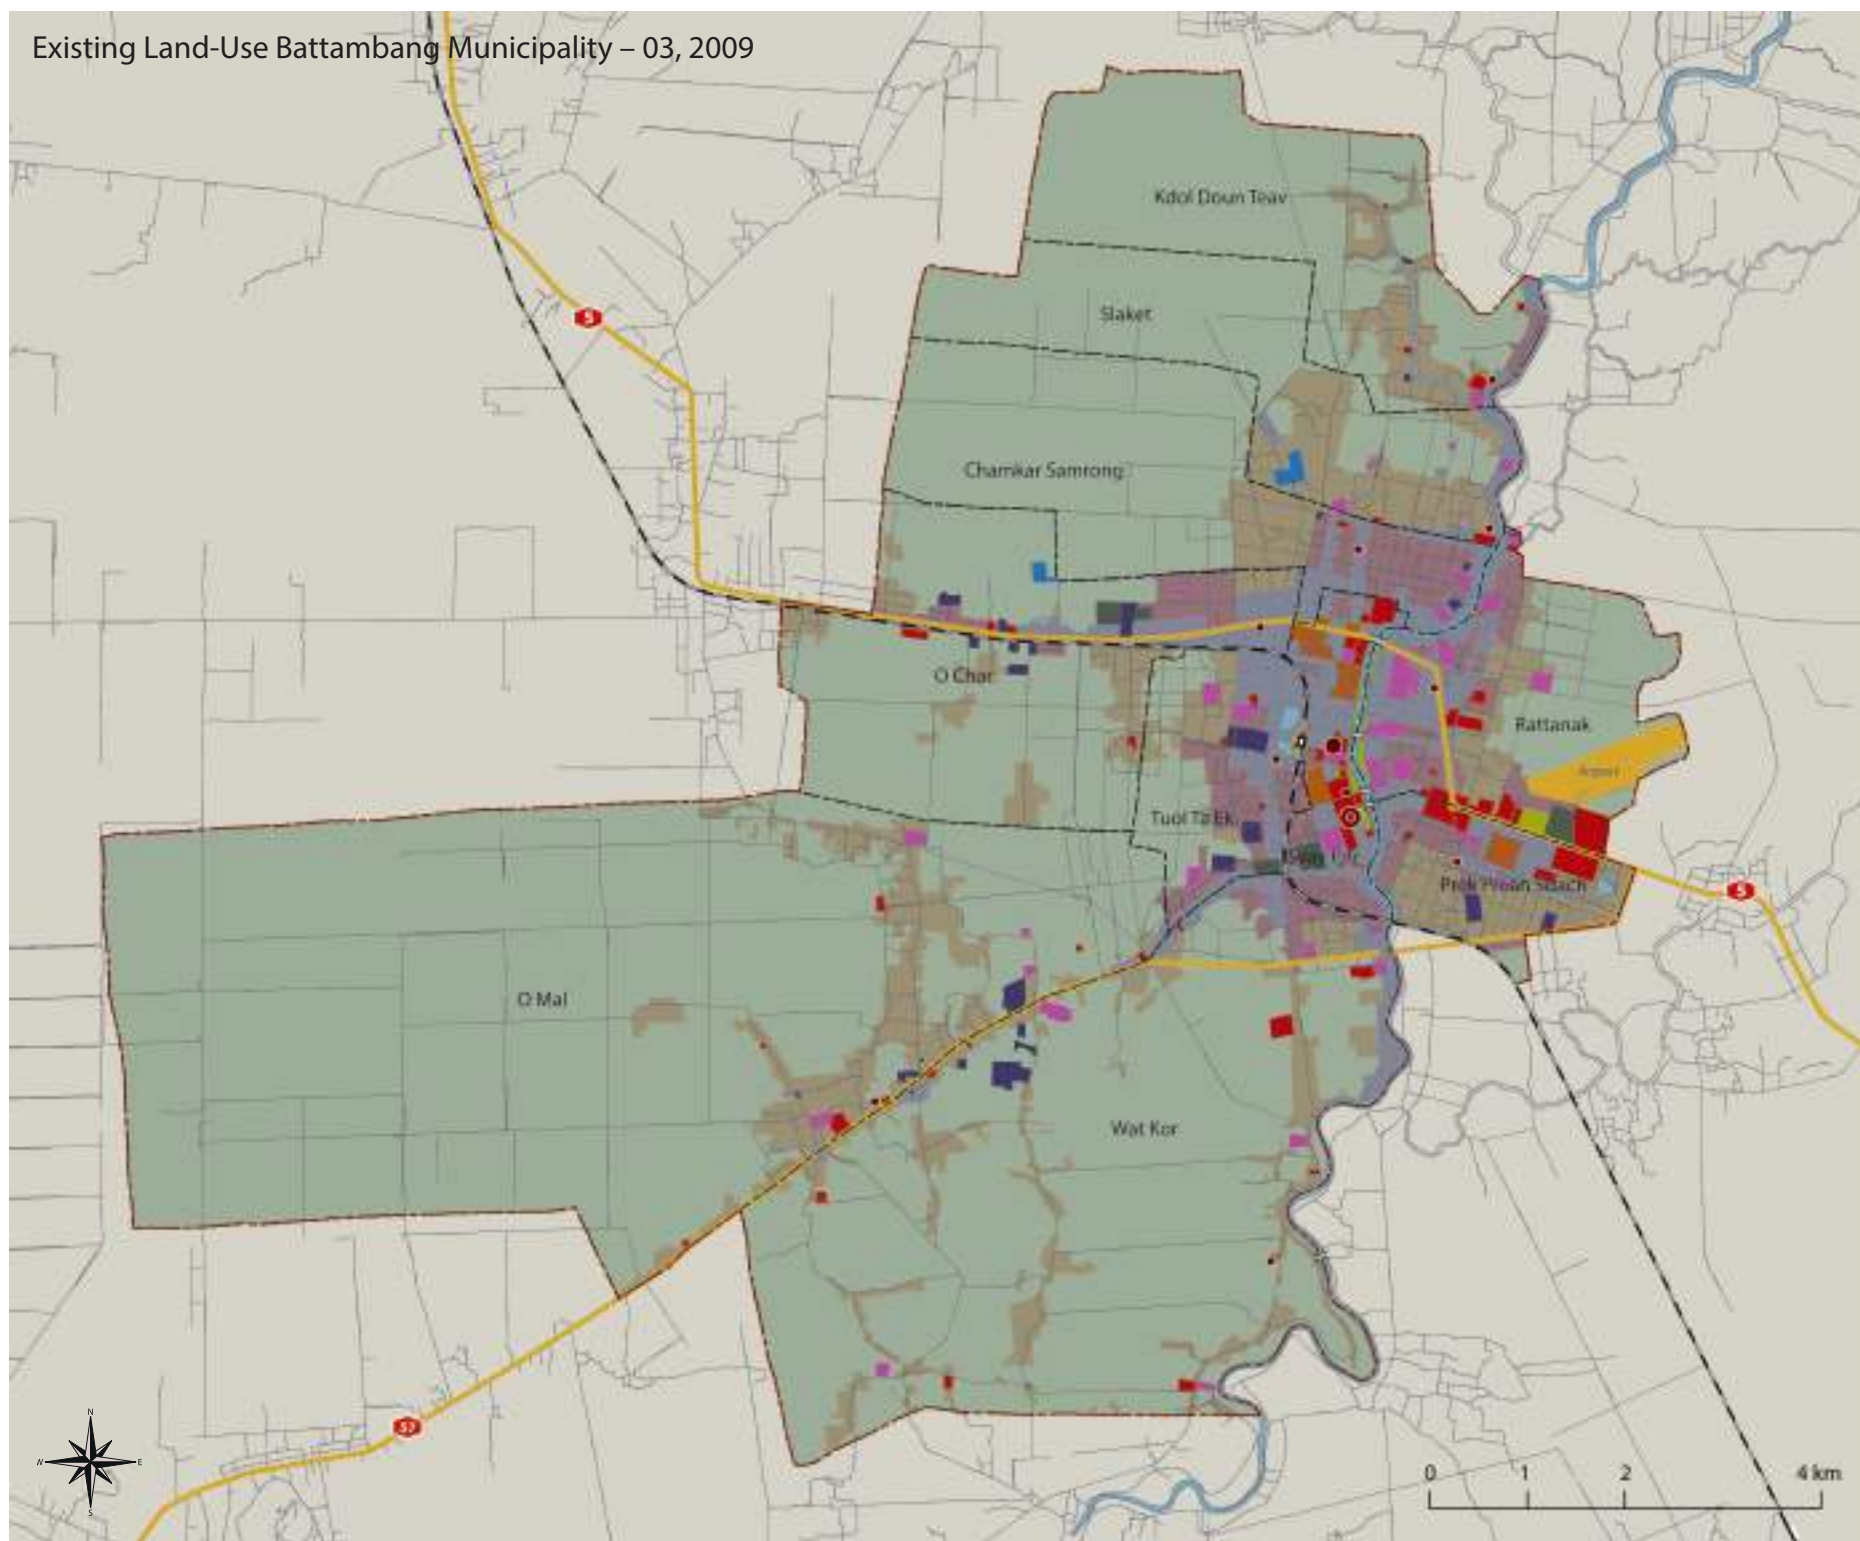 Existing Land-Use Battambang Municipality – 03, 2009
Kdol Doun Teav
Slaket
5
Chamkar Samrong
O Char
Rattanak
Airport
Tuol Ta Ek
Prek Preah Sdach
5
O Mal
Wat Kor
57
N
W
E
S
0 1 2 4 km